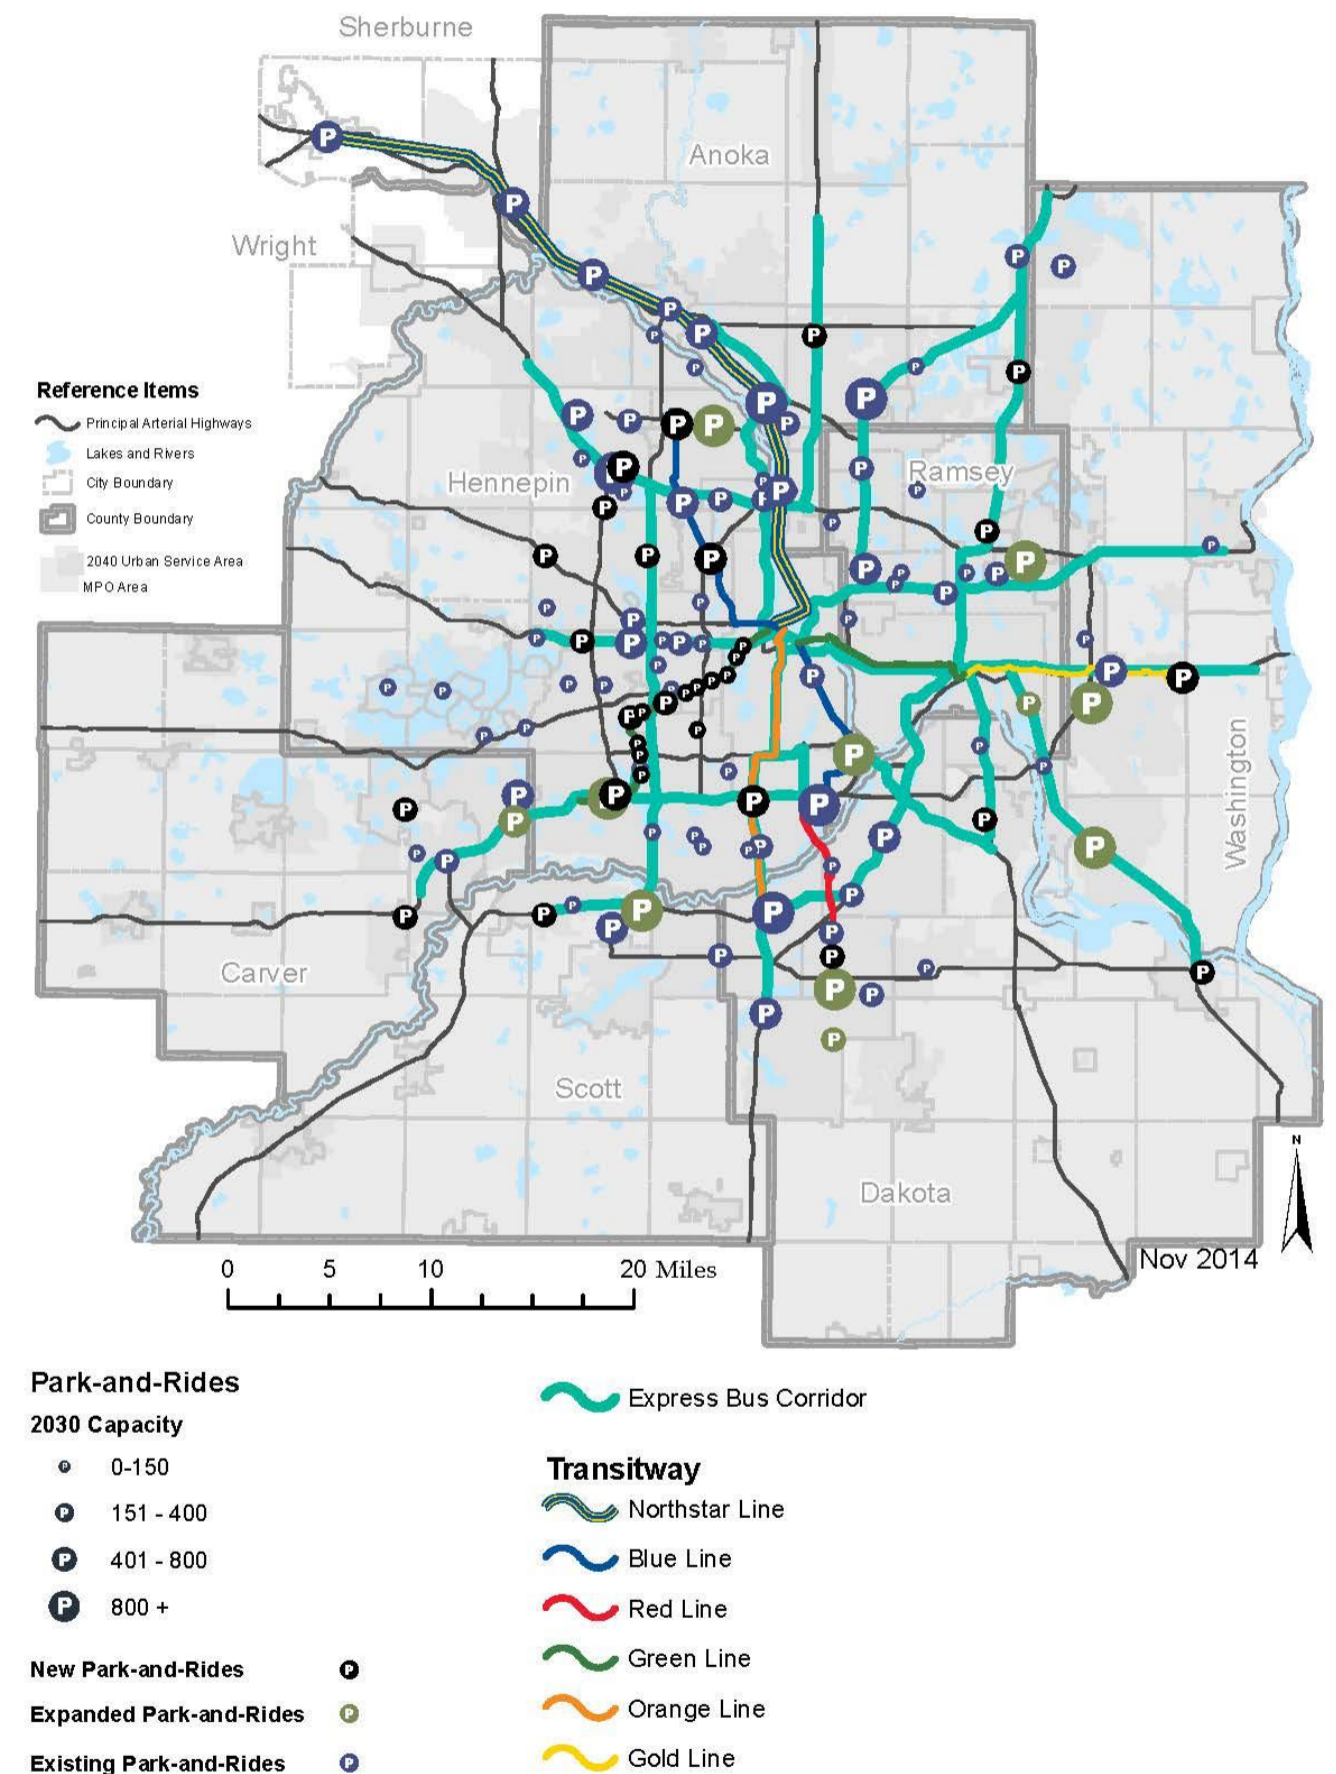 Sherburne
Anoka
Wright
Reference Items
Principal Arterial Highways
Lakes and Rivers
City Boundary
County Boundary
2040 Urban Service Area
MPO Area
Hennepin
Ramsey
Washington
Carver
Scott
Dakota
N
Nov 2014
0 5 10 20 Miles
Park-and-Rides
2030 Capacity
P 0-150
P 151 - 400
P 401 - 800
P 800 +
New Park-and-Rides P
Expanded Park-and-Rides P
Existing Park-and-Rides P
Express Bus Corridor
Transitway
Northstar Line
Blue Line
Red Line
Green Line
Orange Line
Gold Line